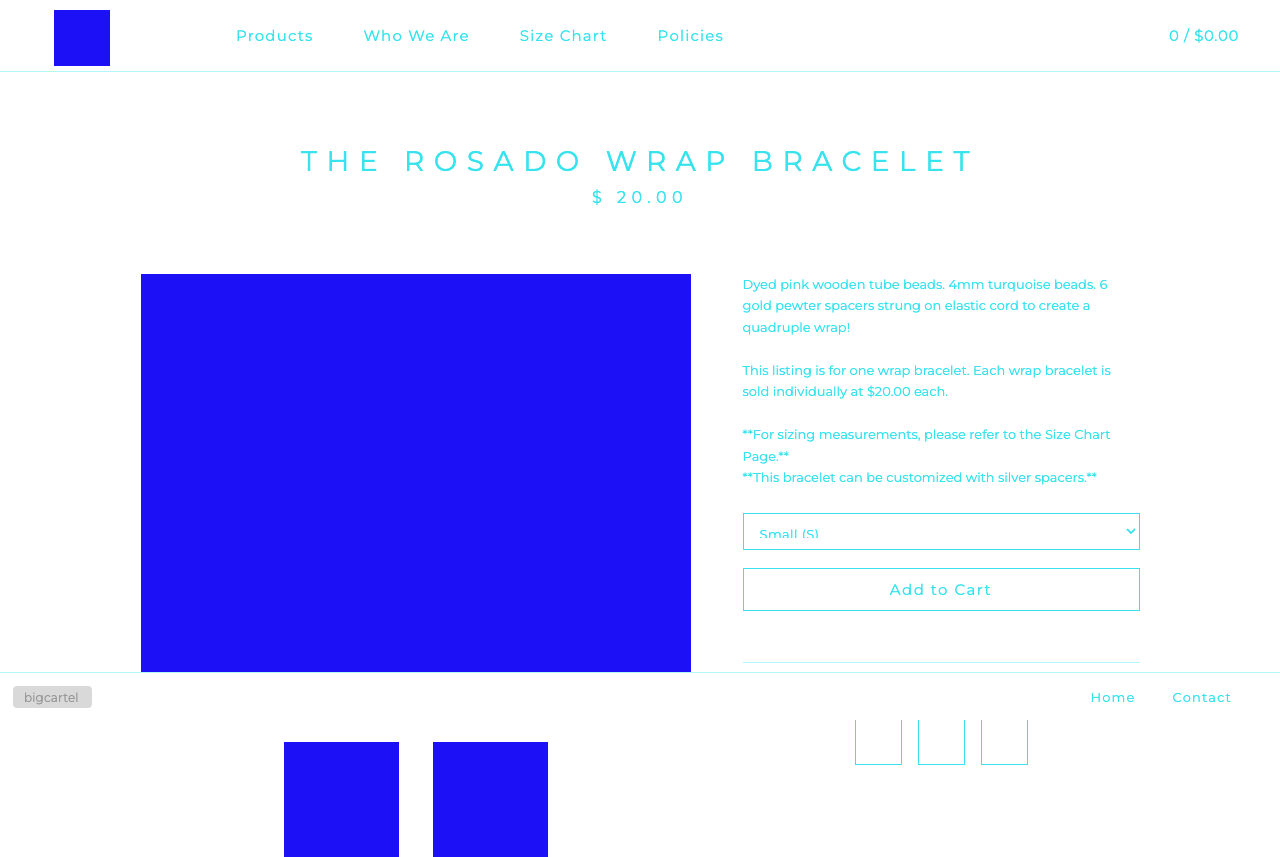 Products Who We Are Size Chart Policies 0 / $0.00
THE ROSADO WRAP BRACELET
$ 20.00
Dyed pink wooden tube beads. 4mm turquoise beads. 6
gold pewter spacers strung on elastic cord to create a
quadruple wrap!
This listing is for one wrap bracelet. Each wrap bracelet is
sold individually at $20.00 each.
**For sizing measurements, please refer to the Size Chart
Page.**
**This bracelet can be customized with silver spacers.**
Small (S)
Add to Cart
bigcartel Home Contact